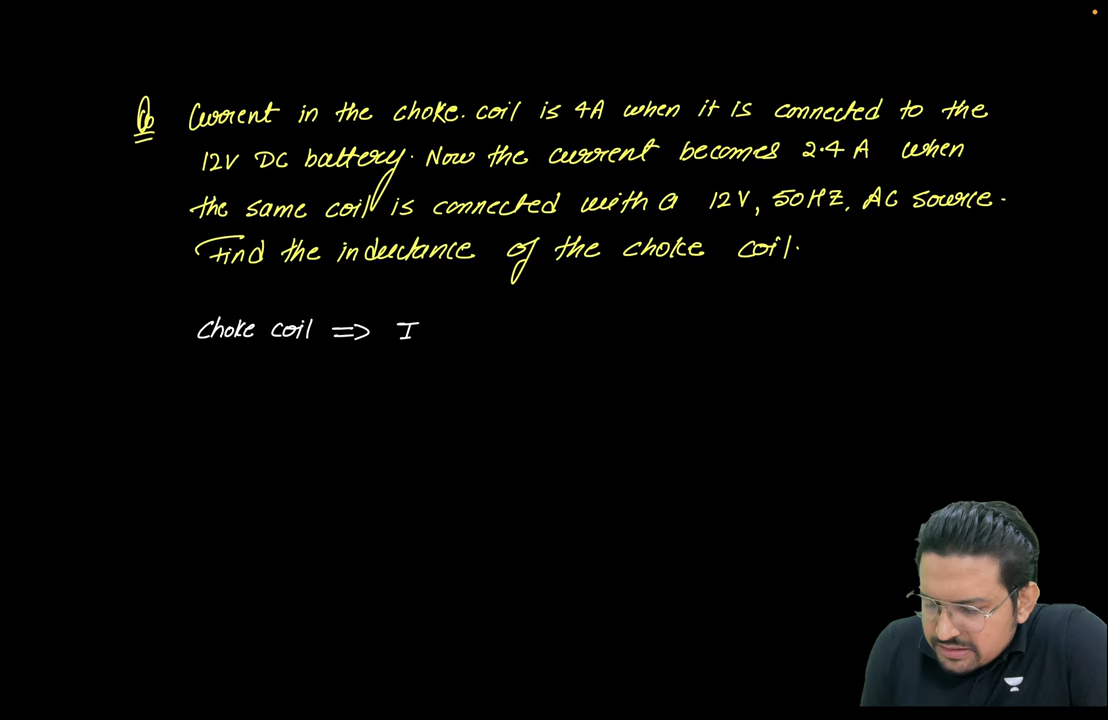 Q Current in the choke coil is 4A when it is connected to the
12V DC battery. Now the current becomes 2.4 A when
the same coil is connected with a 12V, 50HZ, AC source.
Find the inductance of the choke coil.
Choke coil => I